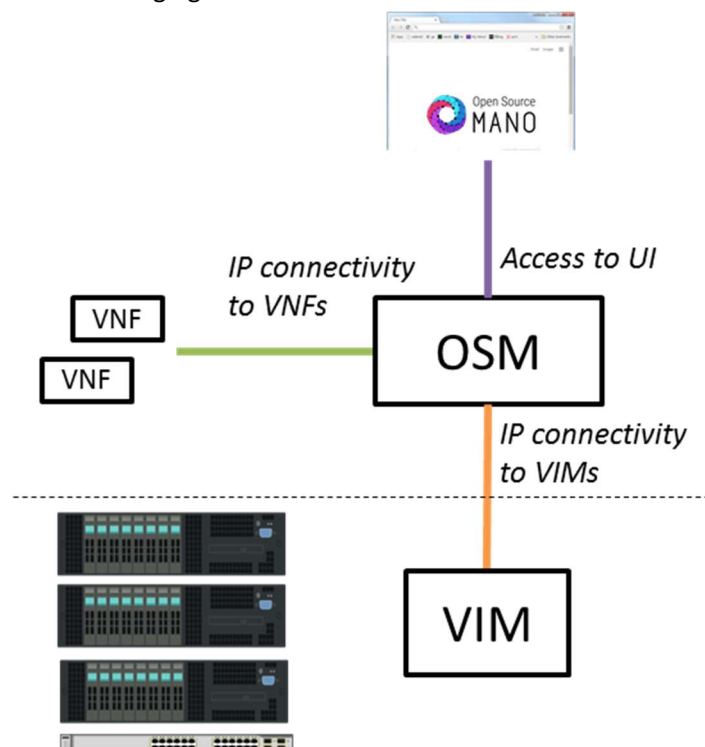 Open Source
MANO
Access to UI
IP connectivity
to VNFs
VNF
VNF
OSM
IP connectivity
to VIMs
VIM